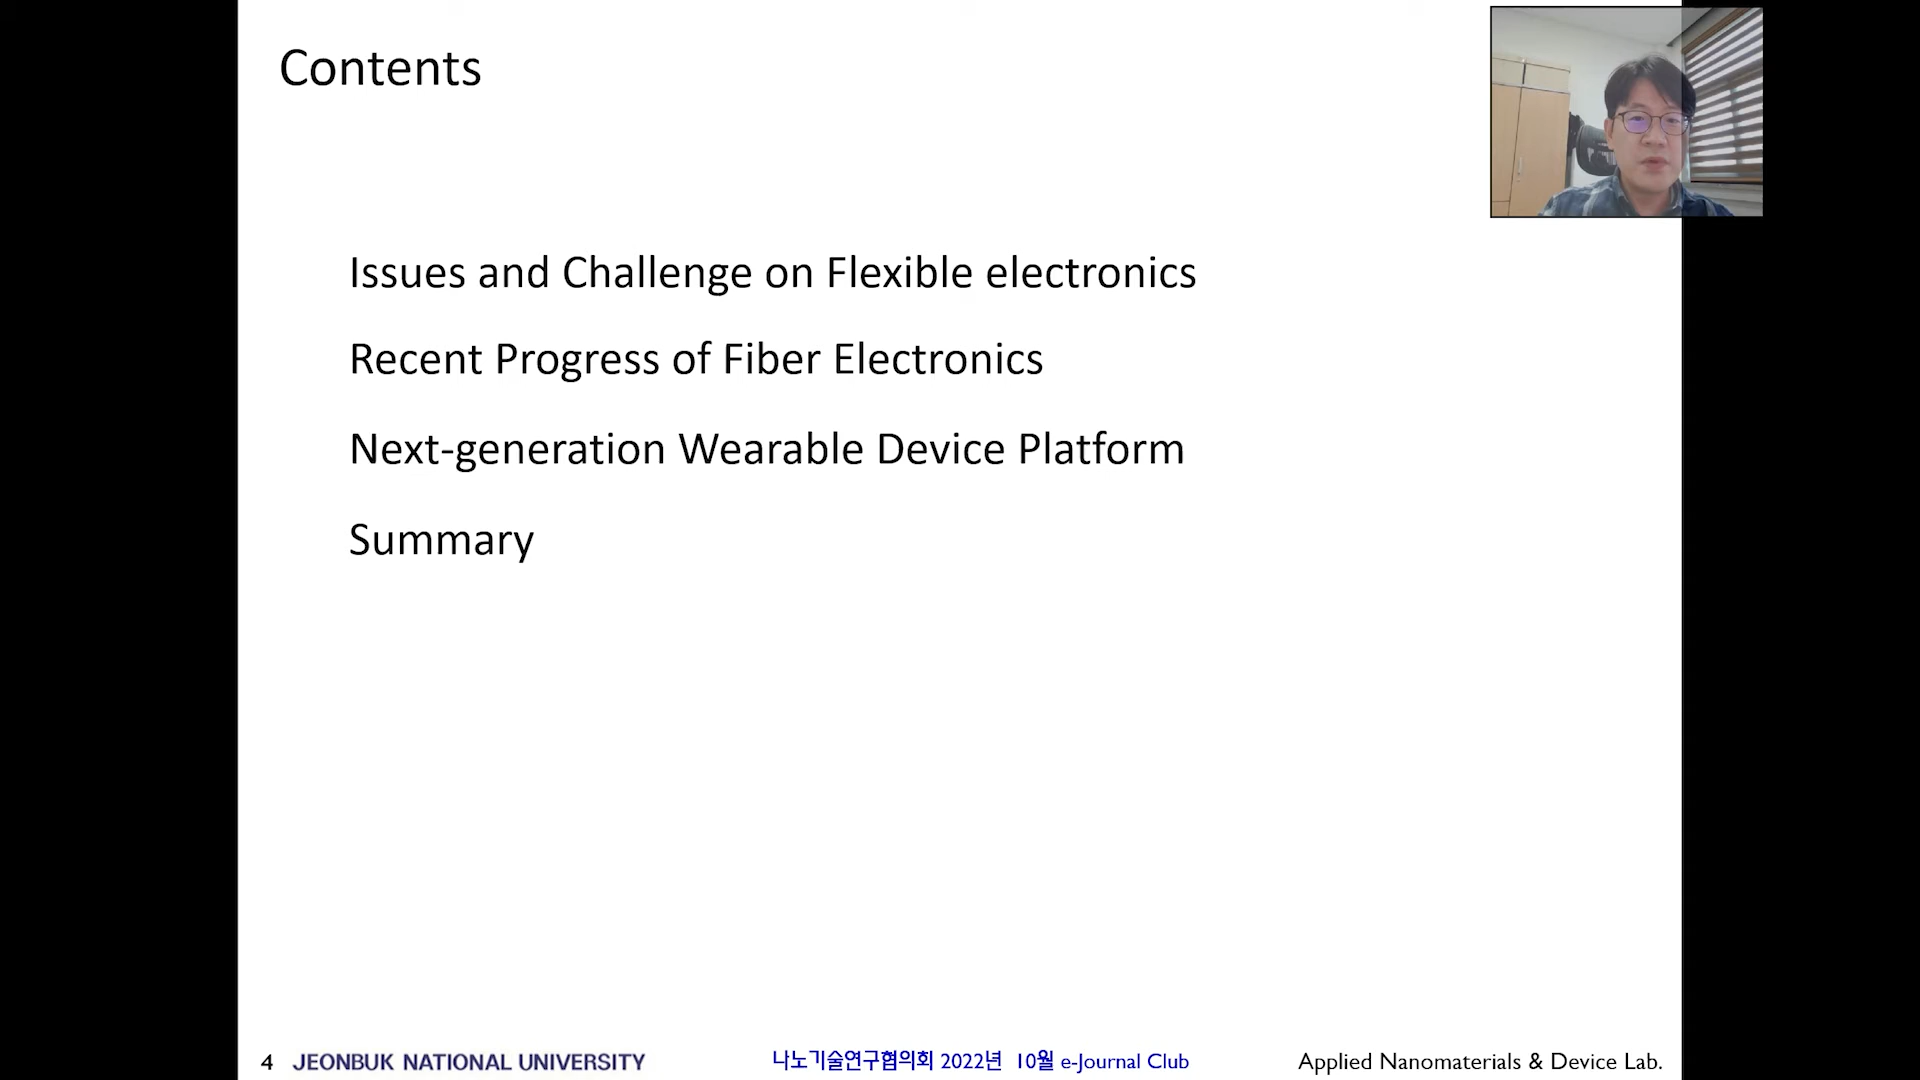 Contents
Issues and Challenge on Flexible electronics
Recent Progress of Fiber Electronics
Next-generation Wearable Device Platform
Summary
4 JEONBUK NATIONAL UNIVERSITY 나노기술연구협의회 2022년 10월 e-Journal Club Applied Nanomaterials & Device Lab.